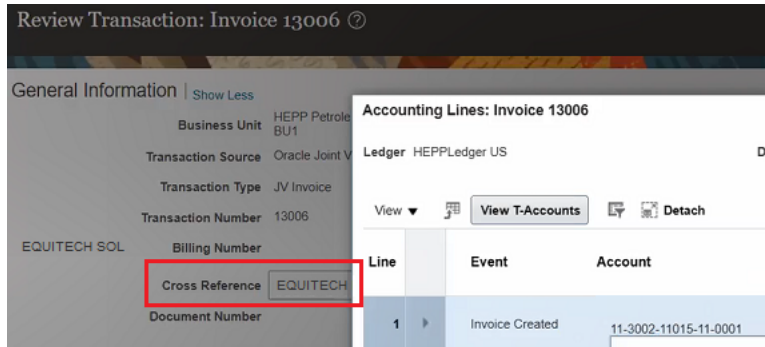 Review Transaction: Invoice 13006
General Information | Show Less
Business Unit HEPP Petrole
BU1
Transaction Source Oracle Joint V
Transaction Type JV Invoice
Transaction Number 13006
EQUITECH SOL Billing Number
Cross Reference EQUITECH
Document Number
Accounting Lines: Invoice 13006
Ledger HEPPLedger US D
View View T-Accounts Detach
Line Event Account
1 Invoice Created 11-3002-11015-11-0001